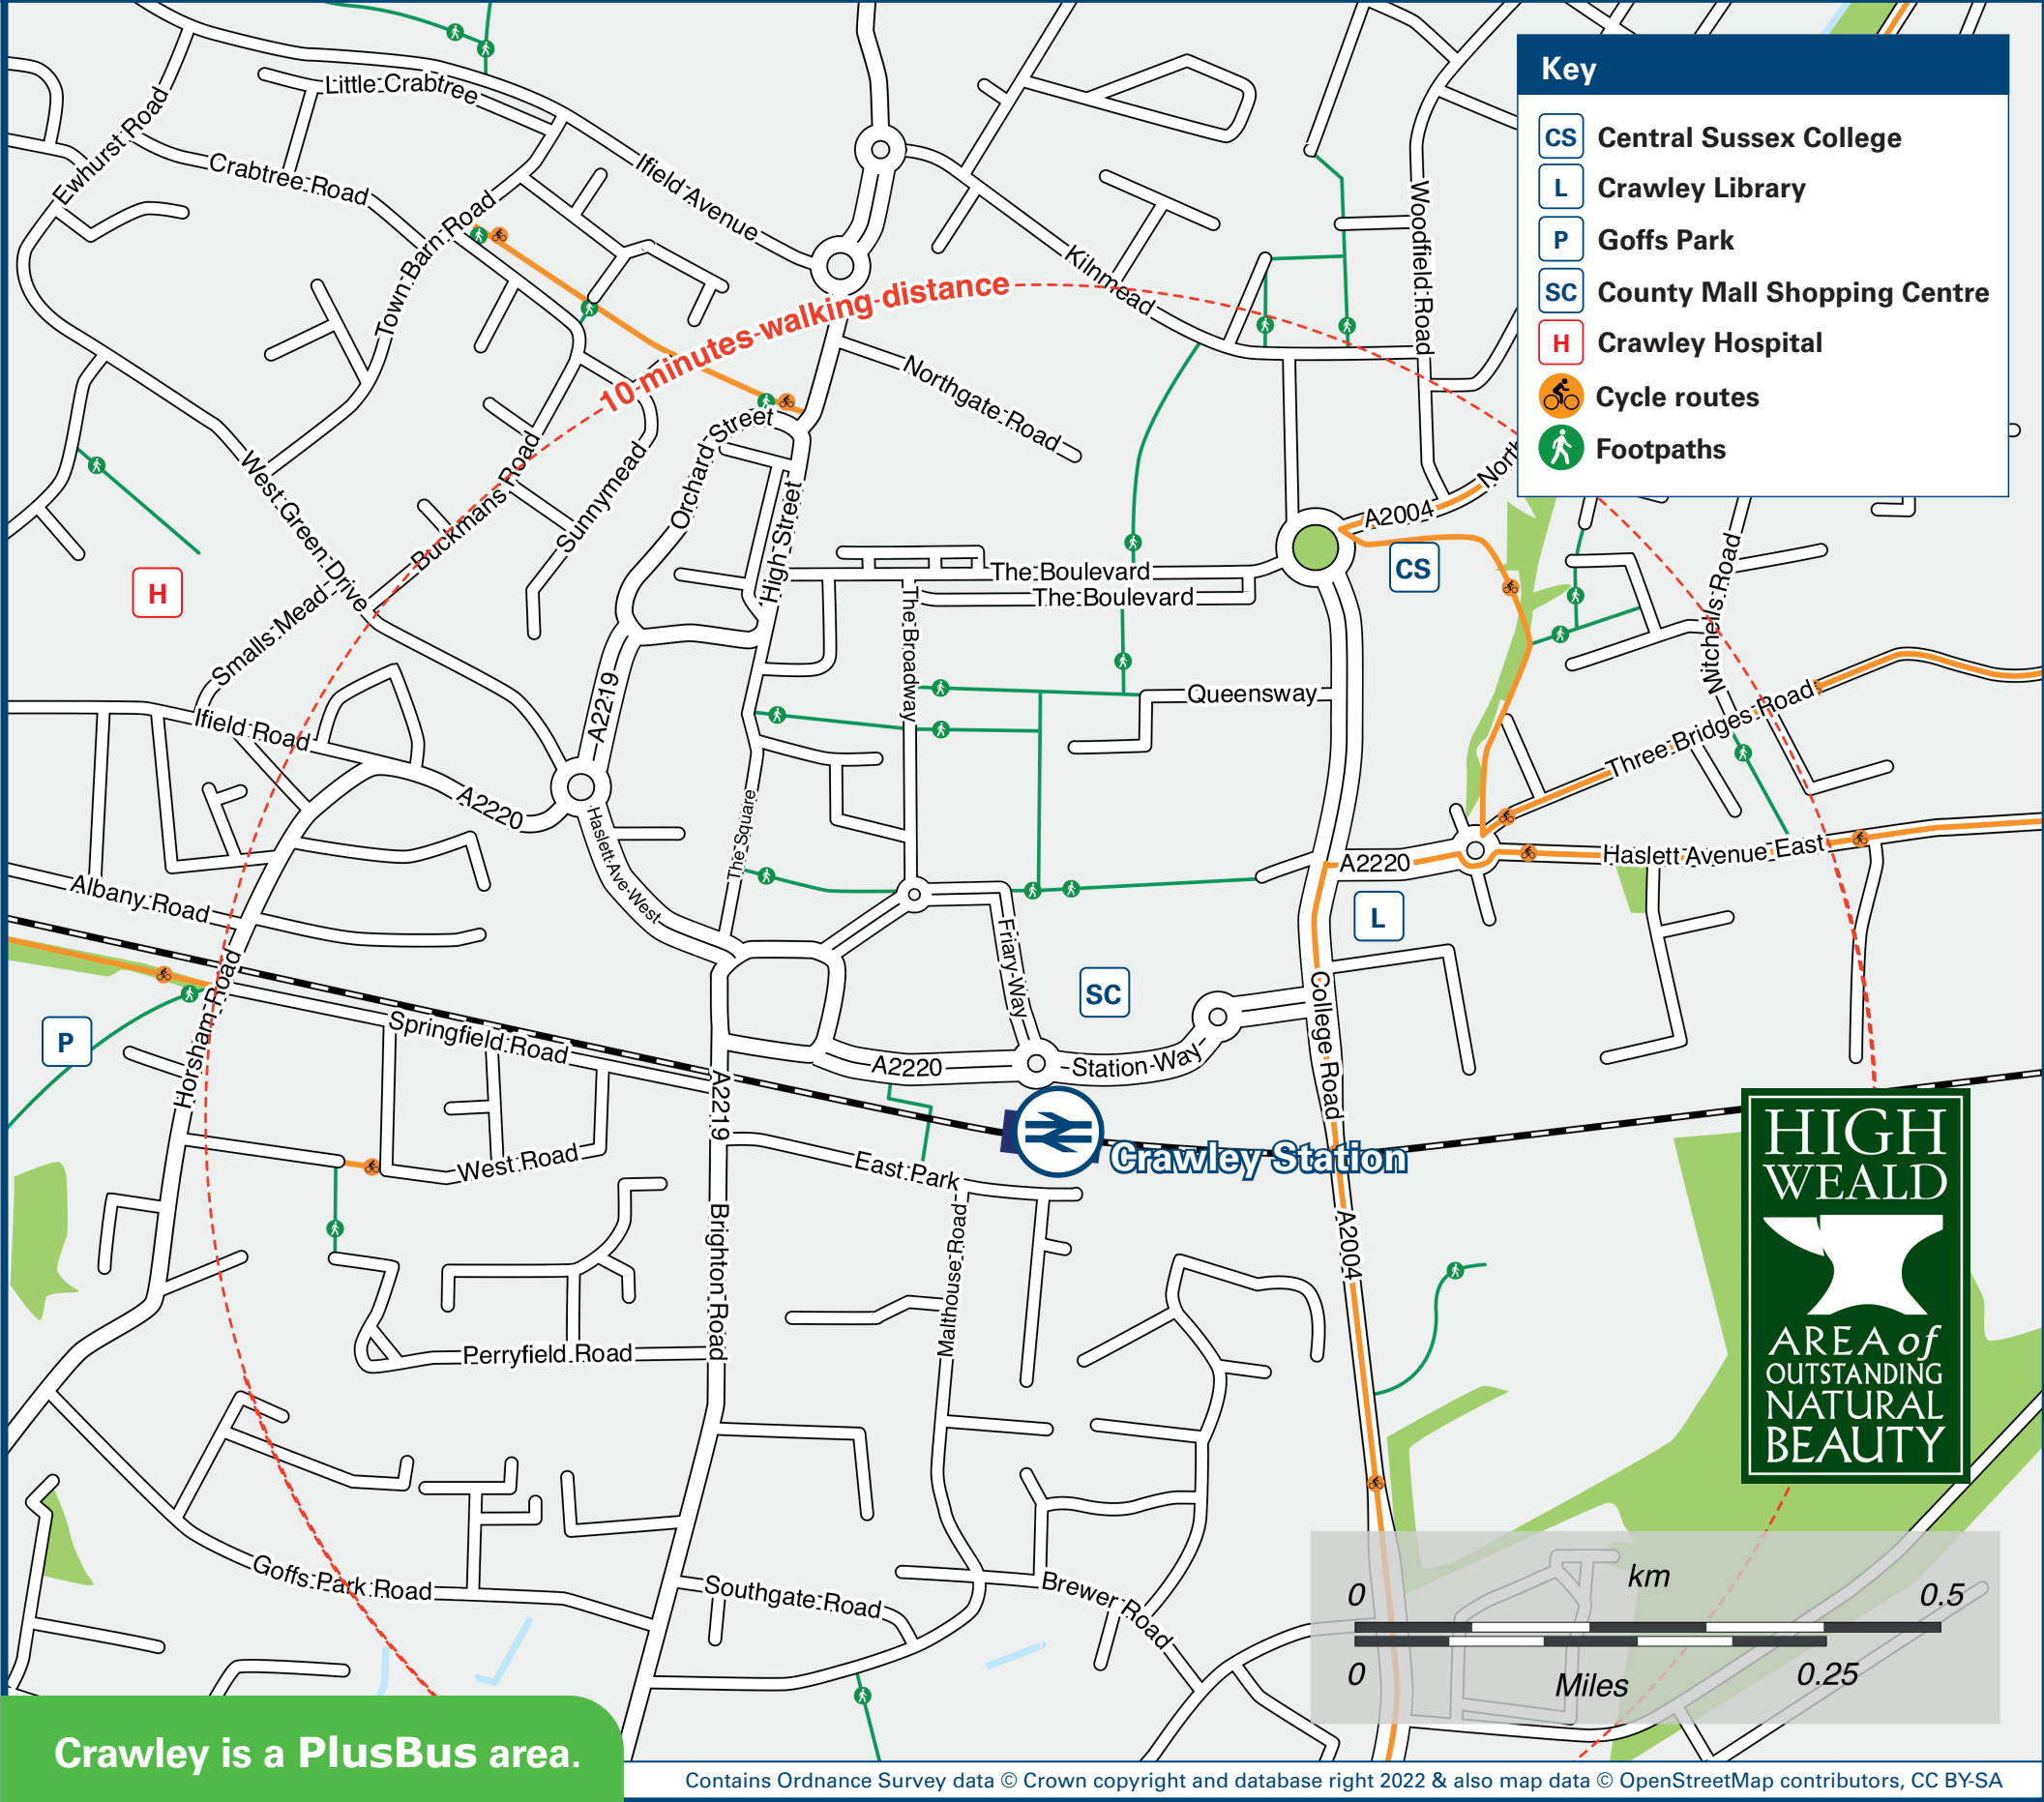 Key
CS Central Sussex College
L Crawley Library
P Goffs Park
SC County Mall Shopping Centre
H Crawley Hospital
Cycle routes
Footpaths
Little Crabtree
Ewhurst Road
Crabtree Road
Ifield Avenue
Town Barn Road
Woodfield Road
Kilnmead
10 minutes walking distance
Northgate Road
Orchard Street
West Green Drive
Buckmans Road
Sunnymead
High Street
A2004
North
CS
H
Smalls Mead
The Boulevard
The Boulevard
The Broadway
Mitchells Road
A2219
Queensway
Ifield Road
Three Bridges Road
A2220
Haslett Ave West
The Square
A2220
Haslett Avenue East
Albany Road
L
Friary Way
SC
College Road
Horsham Road
P
Springfield Road
A2220
Station Way
A2219
Crawley Station
West Road
East Park
Malthouse Road
Brighton Road
A2004
Perryfield Road
HIGH
WEALD
AREA of
OUTSTANDING
NATURAL
BEAUTY
Goffs Park Road
Southgate Road
Brewer Road
km
0 0.5
0 0.25
Miles
Crawley is a PlusBus area.
Contains Ordnance Survey data © Crown copyright and database right 2022 & also map data © OpenStreetMap contributors, CC BY-SA